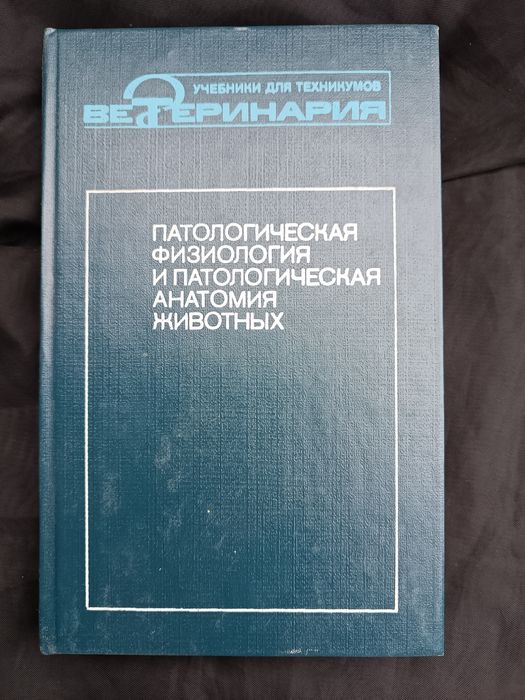 УЧЕБНИКИ ДЛЯ ТЕХНИКУМОВ
ВЕТЕРИНАРИЯ
ПАТОЛОГИЧЕСКАЯ
ФИЗИОЛОГИЯ
И ПАТОЛОГИЧЕСКАЯ
АНАТОМИЯ
ЖИВОТНЫХ